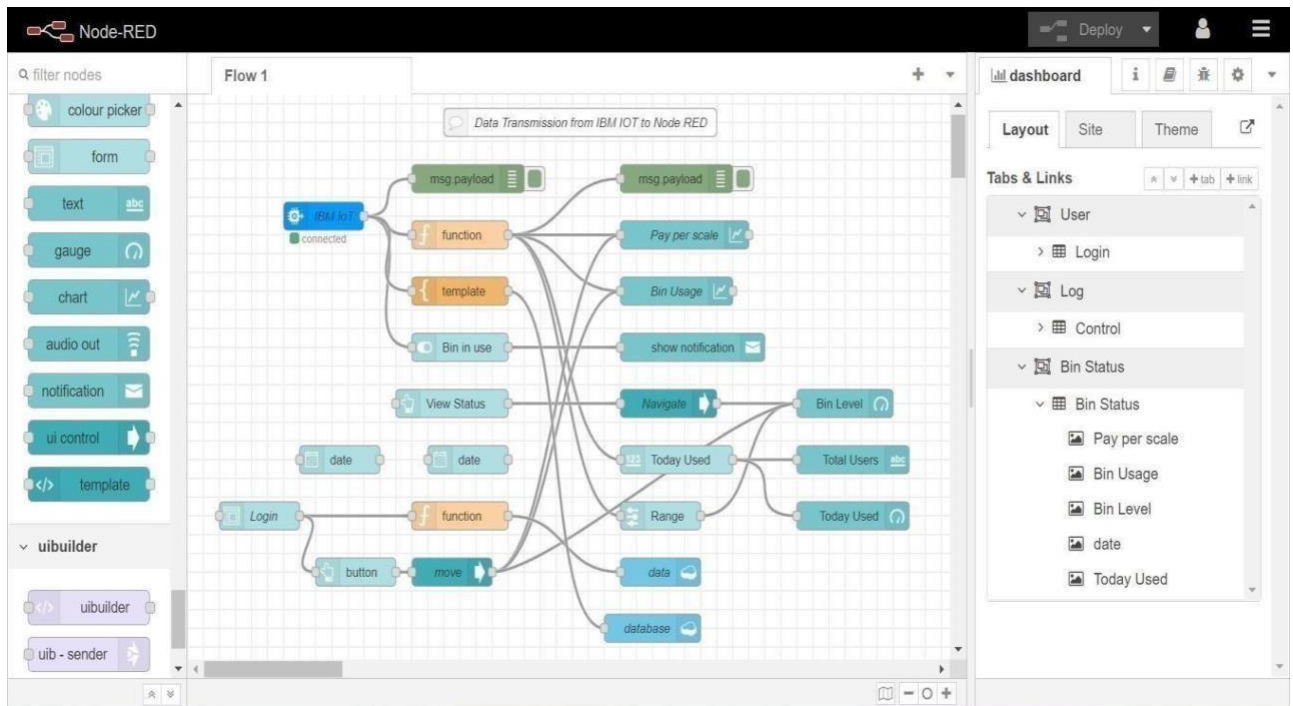 Node-RED
Deploy
filter nodes
colour picker
form
text
abc
gauge
chart
audio out
notification
ui control
template
uibuilder
uibuilder
uib - sender
Flow 1
Data Transmission from IBM IOT to Node RED
msg.payload
msg.payload
IBM IoT
connected
function
Pay per scale
template
Bin Usage
Bin in use
show notification
View Status
Navigate
Bin Level
date
date
123
Today Used
Total Users
abc
Login
function
Range
Today Used
button
move
data
database
dashboard
i
Layout
Site
Theme
Tabs & Links
+ tab
+ link
User
Login
Log
Control
Bin Status
Bin Status
Pay per scale
Bin Usage
Bin Level
date
Today Used